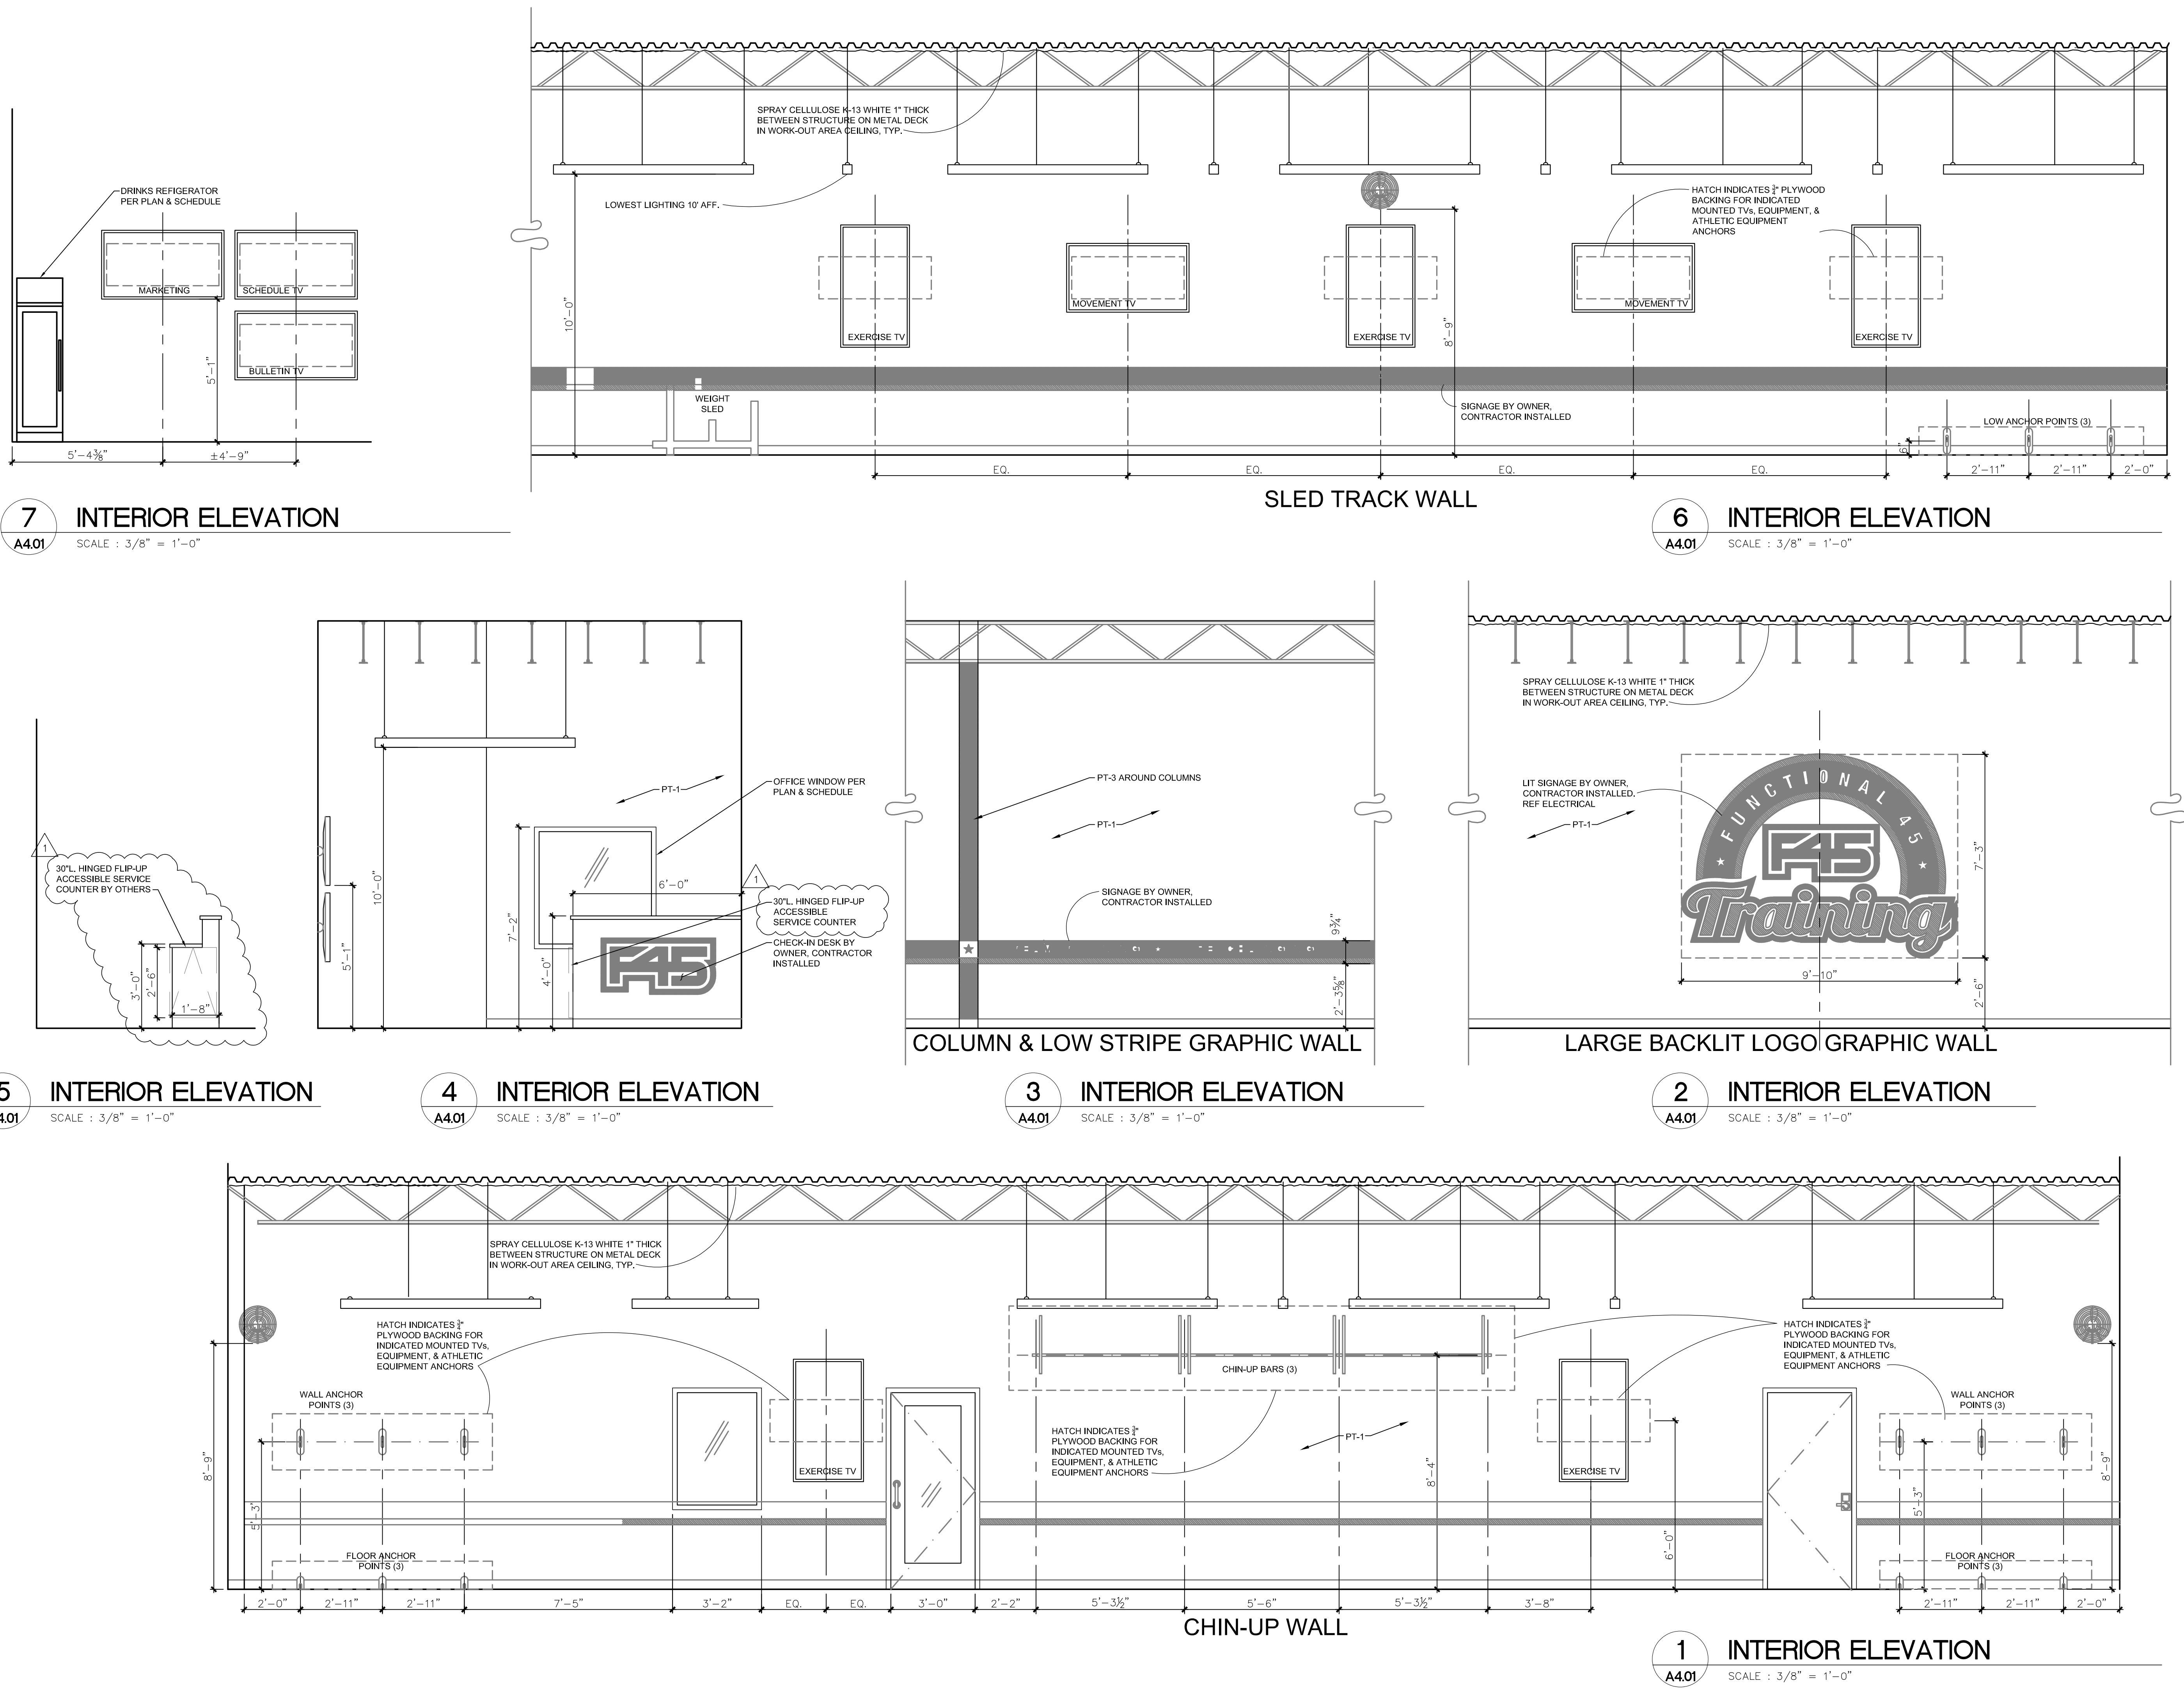 SPRAY CELLULOSE K-13 WHITE 1" THICK
BETWEEN STRUCTURE ON METAL DECK
IN WORK-OUT AREA CEILING, TYP.
DRINKS REFIGERATOR
PER PLAN & SCHEDULE
LOWEST LIGHTING 10' AFF.
HATCH INDICATES ¾" PLYWOOD
BACKING FOR INDICATED
MOUNTED TVs, EQUIPMENT, &
ATHLETIC EQUIPMENT
ANCHORS
MARKETING
SCHEDULE TV
BULLETIN TV
5'-1"
5'-4⅜"
±4'-9"
10'-0"
EXERCISE TV
MOVEMENT TV
EXERCISE TV
MOVEMENT TV
EXERCISE TV
8'-9"
WEIGHT
SLED
SIGNAGE BY OWNER,
CONTRACTOR INSTALLED
LOW ANCHOR POINTS (3)
6"
EQ.
EQ.
EQ.
EQ.
2'-11"
2'-11"
2'-0"
SLED TRACK WALL
7
A4.01
INTERIOR ELEVATION
SCALE : 3/8" = 1'-0"
6
A4.01
INTERIOR ELEVATION
SCALE : 3/8" = 1'-0"
1
30"L. HINGED FLIP-UP
ACCESSIBLE SERVICE
COUNTER BY OTHERS
3'-0"
2'-6"
1'-8"
5'-1"
10'-0"
PT-1
OFFICE WINDOW PER
PLAN & SCHEDULE
7'-2"
4'-0"
6'-0"
1
30"L. HINGED FLIP-UP
ACCESSIBLE
SERVICE COUNTER
CHECK-IN DESK BY
OWNER, CONTRACTOR
INSTALLED
F45
PT-3 AROUND COLUMNS
PT-1
SIGNAGE BY OWNER,
CONTRACTOR INSTALLED
9¾"
2'-3⅝"
COLUMN & LOW STRIPE GRAPHIC WALL
SPRAY CELLULOSE K-13 WHITE 1" THICK
BETWEEN STRUCTURE ON METAL DECK
IN WORK-OUT AREA CEILING, TYP.
LIT SIGNAGE BY OWNER,
CONTRACTOR INSTALLED,
REF ELECTRICAL
PT-1
FUNCTIONAL 45
F45
Training
7'-3"
9'-10"
2'-6"
LARGE BACKLIT LOGO GRAPHIC WALL
5
INTERIOR ELEVATION
SCALE : 3/8" = 1'-0"
4
A4.01
INTERIOR ELEVATION
SCALE : 3/8" = 1'-0"
3
A4.01
INTERIOR ELEVATION
SCALE : 3/8" = 1'-0"
2
A4.01
INTERIOR ELEVATION
SCALE : 3/8" = 1'-0"
SPRAY CELLULOSE K-13 WHITE 1" THICK
BETWEEN STRUCTURE ON METAL DECK
IN WORK-OUT AREA CEILING, TYP.
HATCH INDICATES ¾"
PLYWOOD BACKING FOR
INDICATED MOUNTED TVs,
EQUIPMENT, & ATHLETIC
EQUIPMENT ANCHORS
WALL ANCHOR
POINTS (3)
8'-9"
5'-3"
FLOOR ANCHOR
POINTS (3)
EXERCISE TV
CHIN-UP BARS (3)
HATCH INDICATES ¾"
PLYWOOD BACKING FOR
INDICATED MOUNTED TVs,
EQUIPMENT, & ATHLETIC
EQUIPMENT ANCHORS
PT-1
8'-4"
EXERCISE TV
6'-0"
HATCH INDICATES ¾"
PLYWOOD BACKING FOR
INDICATED MOUNTED TVs,
EQUIPMENT, & ATHLETIC
EQUIPMENT ANCHORS
WALL ANCHOR
POINTS (3)
5'-3"
8'-9"
FLOOR ANCHOR
POINTS (3)
2'-0"
2'-11"
2'-11"
7'-5"
3'-2"
EQ.
EQ.
3'-0"
2'-2"
5'-3½"
5'-6"
5'-3½"
3'-8"
2'-11"
2'-11"
2'-0"
CHIN-UP WALL
1
A4.01
INTERIOR ELEVATION
SCALE : 3/8" = 1'-0"